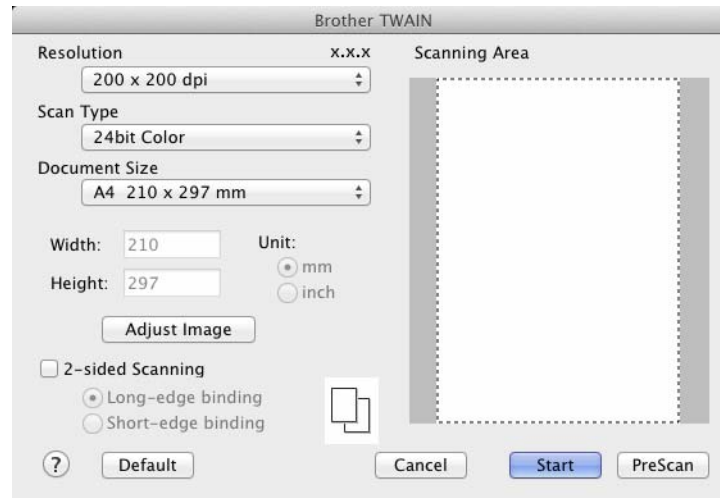 Brother TWAIN
Resolution x.x.x
200 x 200 dpi
Scan Type
24bit Color
Document Size
A4 210 x 297 mm
Width: 210
Height: 297
Unit:
mm
inch
Adjust Image
2-sided Scanning
Long-edge binding
Short-edge binding
? Default
Scanning Area
Cancel Start PreScan